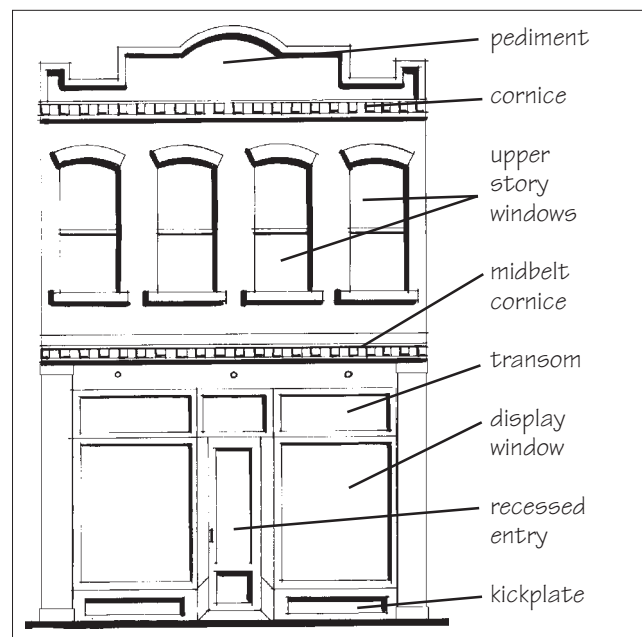 pediment
cornice
upper
story
windows
midbelt
cornice
transom
display
window
recessed
entry
kickplate